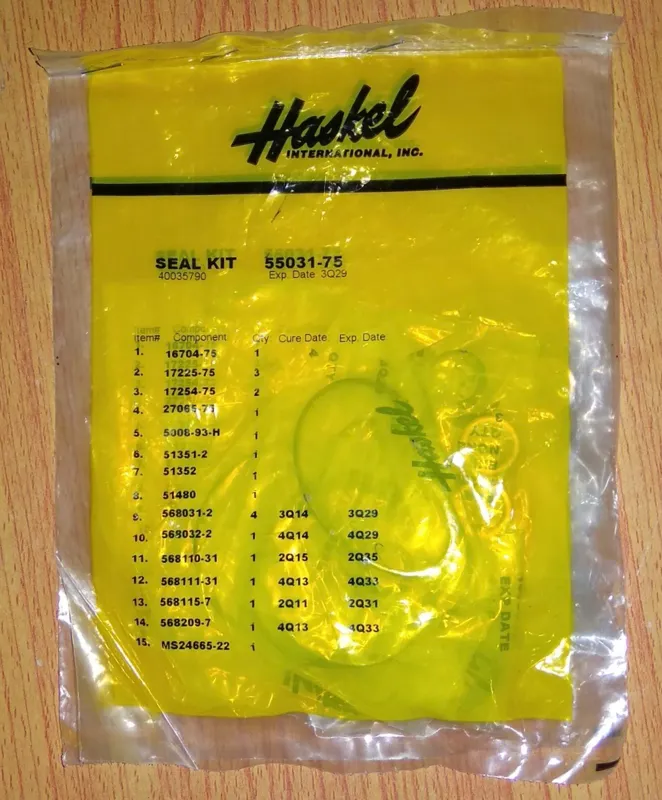 Haskel
INTERNATIONAL, INC.
SEAL KIT 55031-75
40035790 Exp. Date: 3Q29
Item# Component Qty. Cure Date: Exp. Date:
1. 16704-75 1
2. 17225-75 3
3. 17254-75 2
4. 27065-75 1
5. 5008-93-H 1
6. 51351-2 1
7. 51352 1
8. 51480 1
9. 568031-2 4 3Q14 3Q29
10. 568032-2 1 4Q14 4Q29
11. 568110-31 1 2Q15 2Q35
12. 568111-31 1 4Q13 4Q33
13. 568115-7 1 2Q11 2Q31
14. 568209-7 1 4Q13 4Q33
15. MS24665-22 1
Haskel
EXP DATE